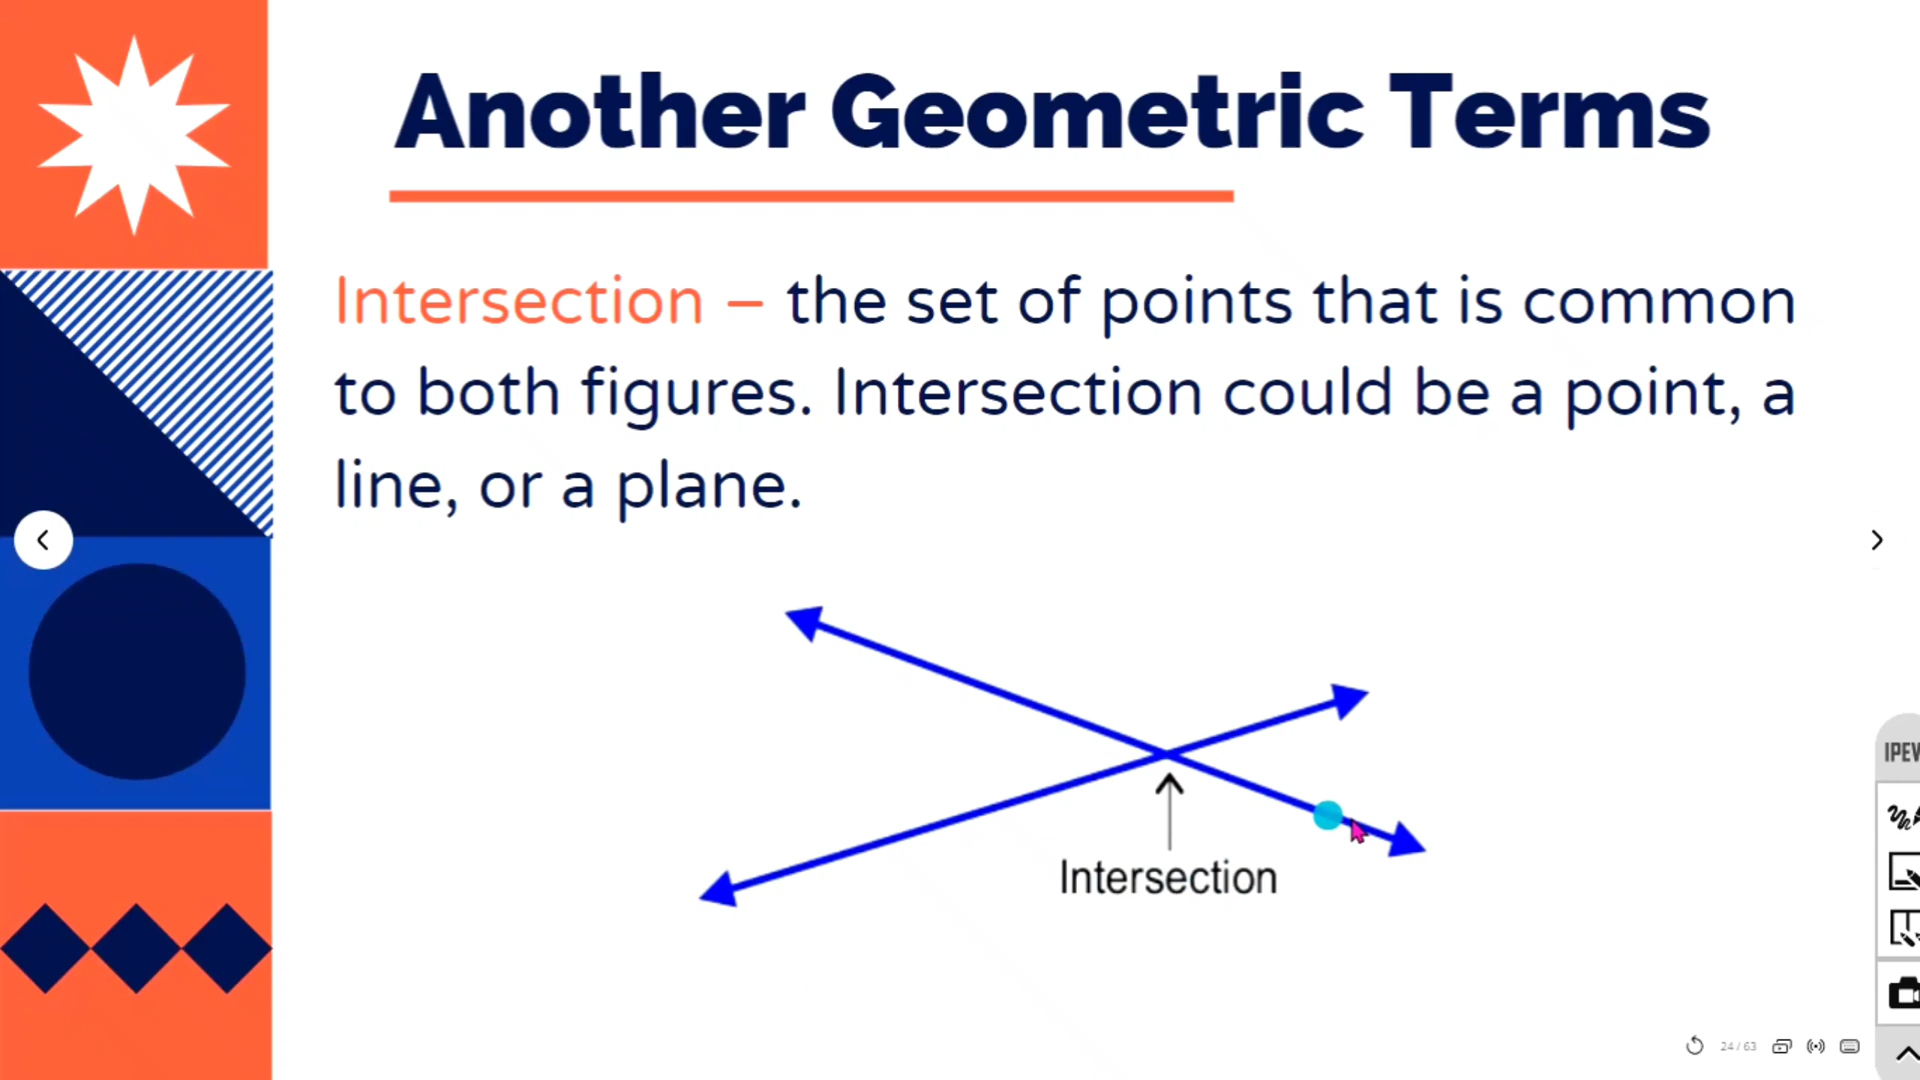 Another Geometric Terms
Intersection – the set of points that is common
to both figures. Intersection could be a point, a
line, or a plane.
Intersection
24 / 63